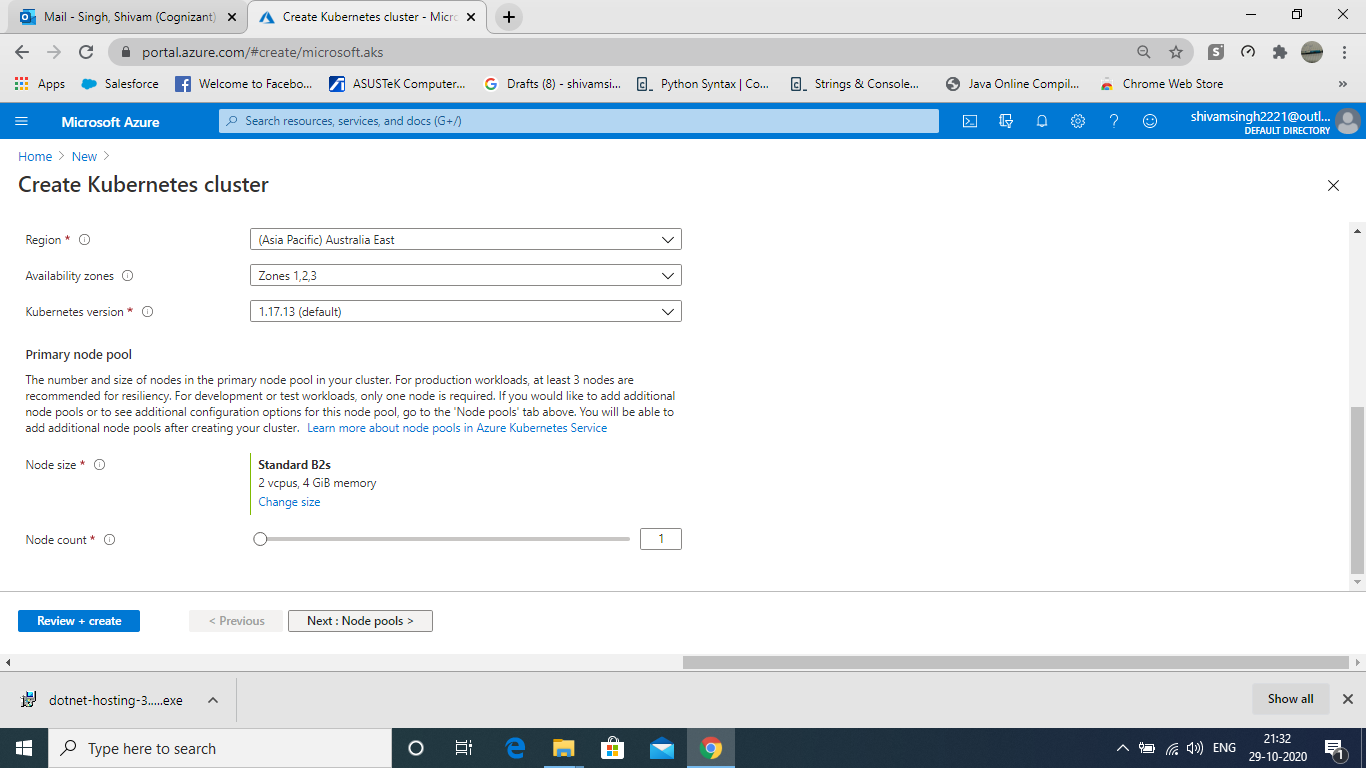 Mail - Singh, Shivam (Cognizant)
Create Kubernetes cluster - Micro
portal.azure.com/#create/microsoft.aks
Apps
Salesforce
Welcome to Facebo...
ASUSTeK Computer...
Drafts (8) - shivamsi...
Python Syntax | Co...
Strings & Console...
Java Online Compil...
Chrome Web Store
Microsoft Azure
Search resources, services, and docs (G+/)
shivamsingh2221@outl...
DEFAULT DIRECTORY
Home > New >
Create Kubernetes cluster
Region *
(Asia Pacific) Australia East
Availability zones
Zones 1,2,3
Kubernetes version *
1.17.13 (default)
Primary node pool
The number and size of nodes in the primary node pool in your cluster. For production workloads, at least 3 nodes are
recommended for resiliency. For development or test workloads, only one node is required. If you would like to add additional
node pools or to see additional configuration options for this node pool, go to the 'Node pools' tab above. You will be able to
add additional node pools after creating your cluster. Learn more about node pools in Azure Kubernetes Service
Node size *
Standard B2s
2 vcpus, 4 GiB memory
Change size
Node count *
1
Review + create
< Previous
Next : Node pools >
dotnet-hosting-3.....exe
Show all
Type here to search
ENG
21:32
29-10-2020
1